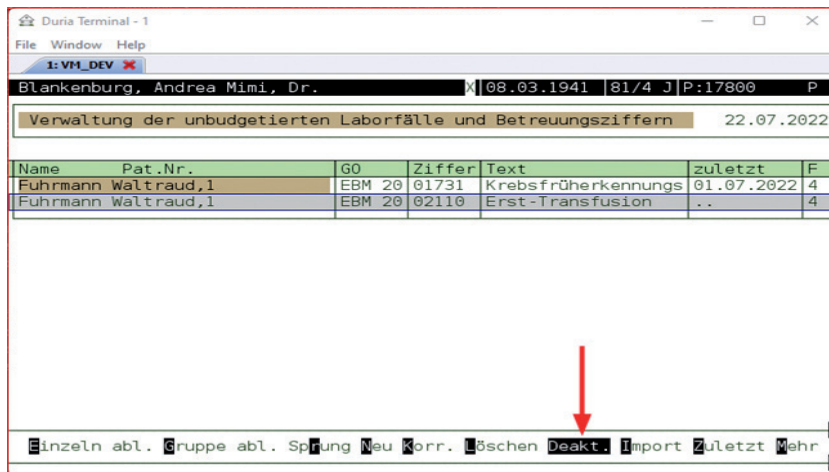 Duria Terminal - 1
File Window Help
1: VM_DEV
Blankenburg, Andrea Mimi, Dr. X 08.03.1941 81/4 J P:17800 P
Verwaltung der unbudgetierten Laborfälle und Betreuungsziffern 22.07.2022
Name Pat.Nr. GO Ziffer Text zuletzt F
Fuhrmann Waltraud,1 EBM 20 01731 Krebsfrüherkennungs 01.07.2022 4
Fuhrmann Waltraud,1 EBM 20 02110 Erst-Transfusion .. 4
Einzeln abl. Gruppe abl. Sprung Neu Korr. Löschen Deakt. Import Zuletzt Mehr